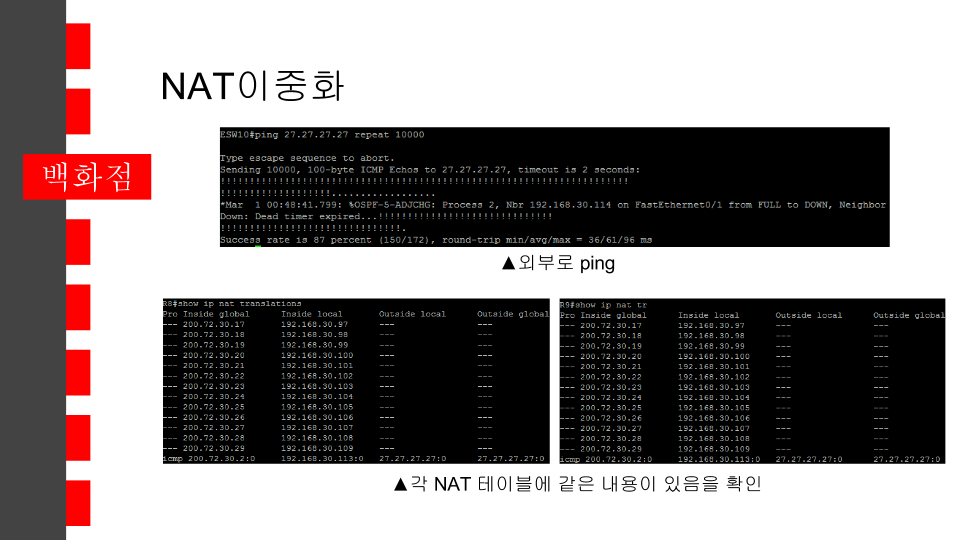 NAT이중화
백화점
ESW10#ping 27.27.27.27 repeat 10000
Type escape sequence to abort.
Sending 10000, 100-byte ICMP Echos to 27.27.27.27, timeout is 2 seconds:
!!!!!!!!!!!!!!!!!!!!!!!!!!!!!!!!!!!!!!!!!!!!!!!!!!!!!!!!!!!!!!!!!!!!!!
!!!!!!!!!!!!!!!!!!!..................
*Mar  1 00:48:41.799: %OSPF-5-ADJCHG: Process 2, Nbr 192.168.30.114 on FastEthernet0/1 from FULL to DOWN, Neighbor
Down: Dead timer expired...!!!!!!!!!!!!!!!!!!!!!!!!!!!!!!
!!!!!!!!!!!!!!!!!!!!!!!!!!!!!!!.
Success rate is 87 percent (150/172), round-trip min/avg/max = 36/61/96 ms
▲외부로 ping
R8#show ip nat translations
Pro Inside global Inside local Outside local Outside global
--- 200.72.30.17 192.168.30.97 --- ---
--- 200.72.30.18 192.168.30.98 --- ---
--- 200.72.30.19 192.168.30.99 --- ---
--- 200.72.30.20 192.168.30.100 --- ---
--- 200.72.30.21 192.168.30.101 --- ---
--- 200.72.30.22 192.168.30.102 --- ---
--- 200.72.30.23 192.168.30.103 --- ---
--- 200.72.30.24 192.168.30.104 --- ---
--- 200.72.30.25 192.168.30.105 --- ---
--- 200.72.30.26 192.168.30.106 --- ---
--- 200.72.30.27 192.168.30.107 --- ---
--- 200.72.30.28 192.168.30.108 --- ---
--- 200.72.30.29 192.168.30.109 --- ---
icmp 200.72.30.2:0 192.168.30.113:0 27.27.27.27:0 27.27.27.27:0
R9#show ip nat tr
Pro Inside global Inside local Outside local Outside global
--- 200.72.30.17 192.168.30.97 --- ---
--- 200.72.30.18 192.168.30.98 --- ---
--- 200.72.30.19 192.168.30.99 --- ---
--- 200.72.30.20 192.168.30.100 --- ---
--- 200.72.30.21 192.168.30.101 --- ---
--- 200.72.30.22 192.168.30.102 --- ---
--- 200.72.30.23 192.168.30.103 --- ---
--- 200.72.30.24 192.168.30.104 --- ---
--- 200.72.30.25 192.168.30.105 --- ---
--- 200.72.30.26 192.168.30.106 --- ---
--- 200.72.30.27 192.168.30.107 --- ---
--- 200.72.30.28 192.168.30.108 --- ---
--- 200.72.30.29 192.168.30.109 --- ---
icmp 200.72.30.2:0 192.168.30.113:0 27.27.27.27:0 27.27.27.27:0
▲각 NAT 테이블에 같은 내용이 있음을 확인